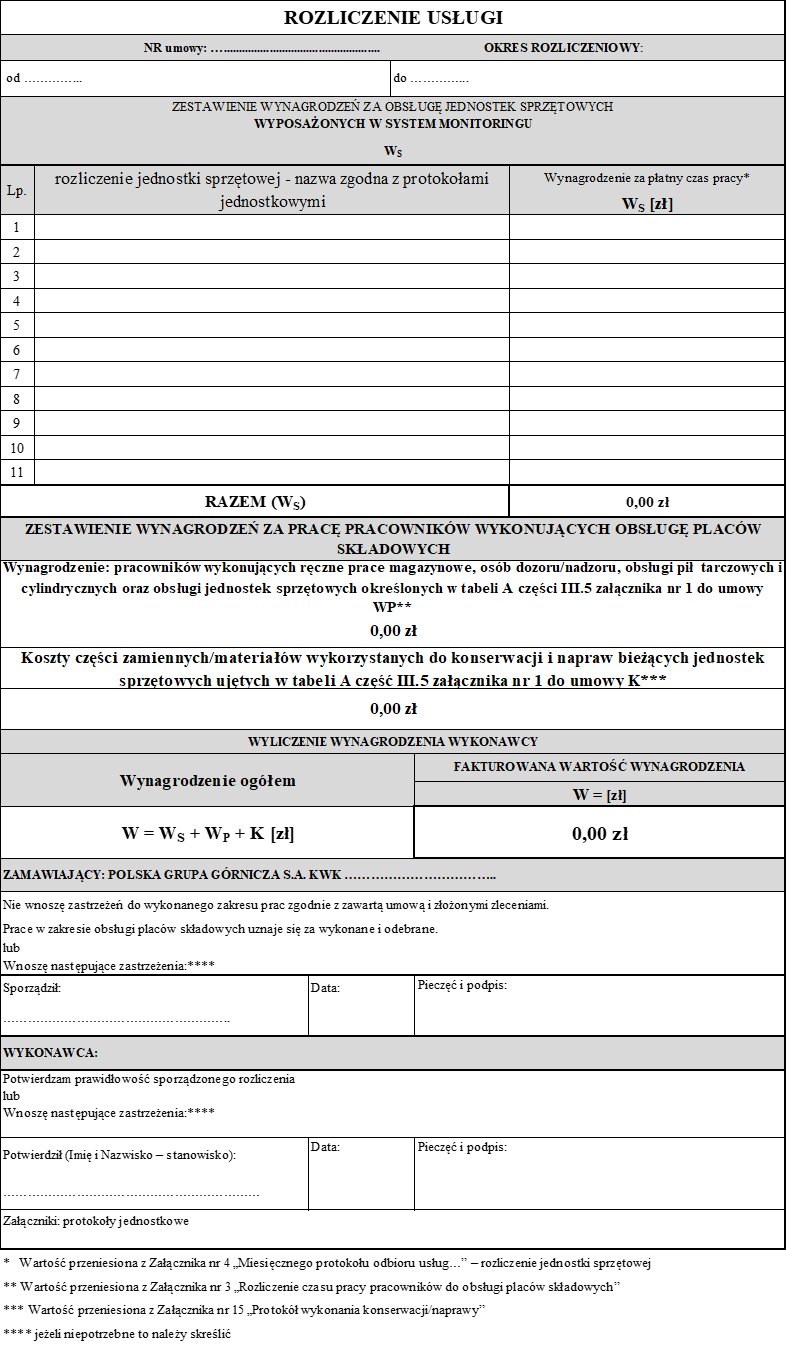 ROZLICZENIE USŁUGI
NR umowy: …................................................... OKRES ROZLICZENIOWY:
od ………….. do …………..
ZESTAWIENIE WYNAGRODZEŃ ZA OBSŁUGĘ JEDNOSTEK SPRZĘTOWYCH
WYPOSAŻONYCH W SYSTEM MONITORINGU
WS
Lp. rozliczenie jednostki sprzętowej - nazwa zgodna z protokołami jednostkowymi
Wynagrodzenie za płatny czas pracy*
WS [zł]
1
2
3
4
5
6
7
8
9
10
11
RAZEM (WS) 0,00 zł
ZESTAWIENIE WYNAGRODZEŃ ZA PRACĘ PRACOWNIKÓW WYKONUJĄCYCH OBSŁUGĘ PLACÓW
SKŁADOWYCH
Wynagrodzenie: pracowników wykonujących ręczne prace magazynowe, osób dozoru/nadzoru, obsługi pił tarczowych i
cylindrycznych oraz obsługi jednostek sprzętowych określonych w tabeli A części III.5 załącznika nr 1 do umowy
WP**
0,00 zł
Koszty części zamiennych/materiałów wykorzystanych do konserwacji i napraw bieżących jednostek
sprzętowych ujętych w tabeli A część III.5 załącznika nr 1 do umowy K***
0,00 zł
WYLICZENIE WYNAGRODZENIA WYKONAWCY
Wynagrodzenie ogółem
FAKTUROWANA WARTOŚĆ WYNAGRODZENIA
W = [zł]
W = WS + WP + K [zł] 0,00 zł
ZAMAWIAJĄCY: POLSKA GRUPA GÓRNICZA S.A. KWK ……………………………..
Nie wnoszę zastrzeżeń do wykonanego zakresu prac zgodnie z zawartą umową i złożonymi zleceniami.
Prace w zakresie obsługi placów składowych uznaje się za wykonane i odebrane.
lub
Wnoszę następujące zastrzeżenia:****
Sporządził: Data: Pieczęć i podpis:
………………………………………………..
WYKONAWCA:
Potwierdzam prawidłowość sporządzonego rozliczenia
lub
Wnoszę następujące zastrzeżenia:****
Potwierdził (Imię i Nazwisko – stanowisko): Data: Pieczęć i podpis:
………………………………………………………
Załączniki: protokoły jednostkowe
* Wartość przeniesiona z Załącznika nr 4 „Miesięcznego protokołu odbioru usług…” – rozliczenie jednostki sprzętowej
** Wartość przeniesiona z Załącznika nr 3 „Rozliczenie czasu pracy pracowników do obsługi placów składowych”
*** Wartość przeniesiona z Załącznika nr 15 „Protokół wykonania konserwacji/naprawy”
**** jeżeli niepotrzebne to należy skreślić